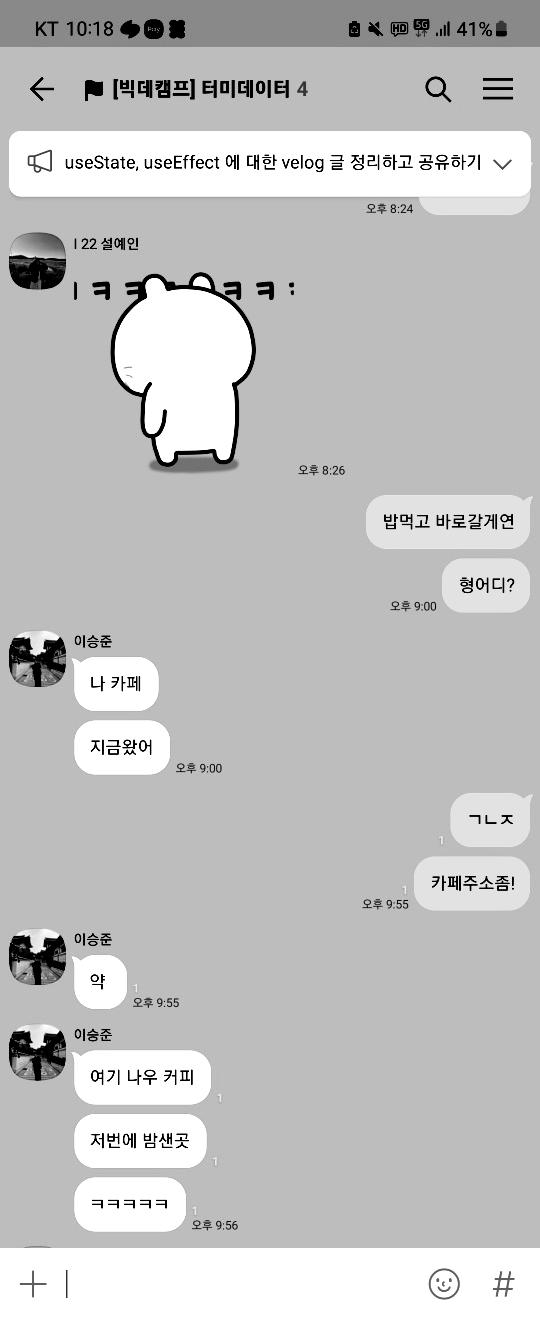 KT 10:18 Pay HD 5G 41%
[빅데캠프] 터미데이터 4
useState, useEffect 에 대한 velog 글 정리하고 공유하기
오후 8:24
l 22 설예인
ㅋ ㅋ ㅋ ㅋ
오후 8:26
밥먹고 바로갈게연
형어디?
오후 9:00
이승준
나 카페
지금왔어
오후 9:00
ㄱㄴㅈ
1
카페주소좀!
1
오후 9:55
이승준
약
1
오후 9:55
이승준
여기 나우 커피
1
저번에 밤샌곳
1
ㅋㅋㅋㅋㅋ
1
오후 9:56
#